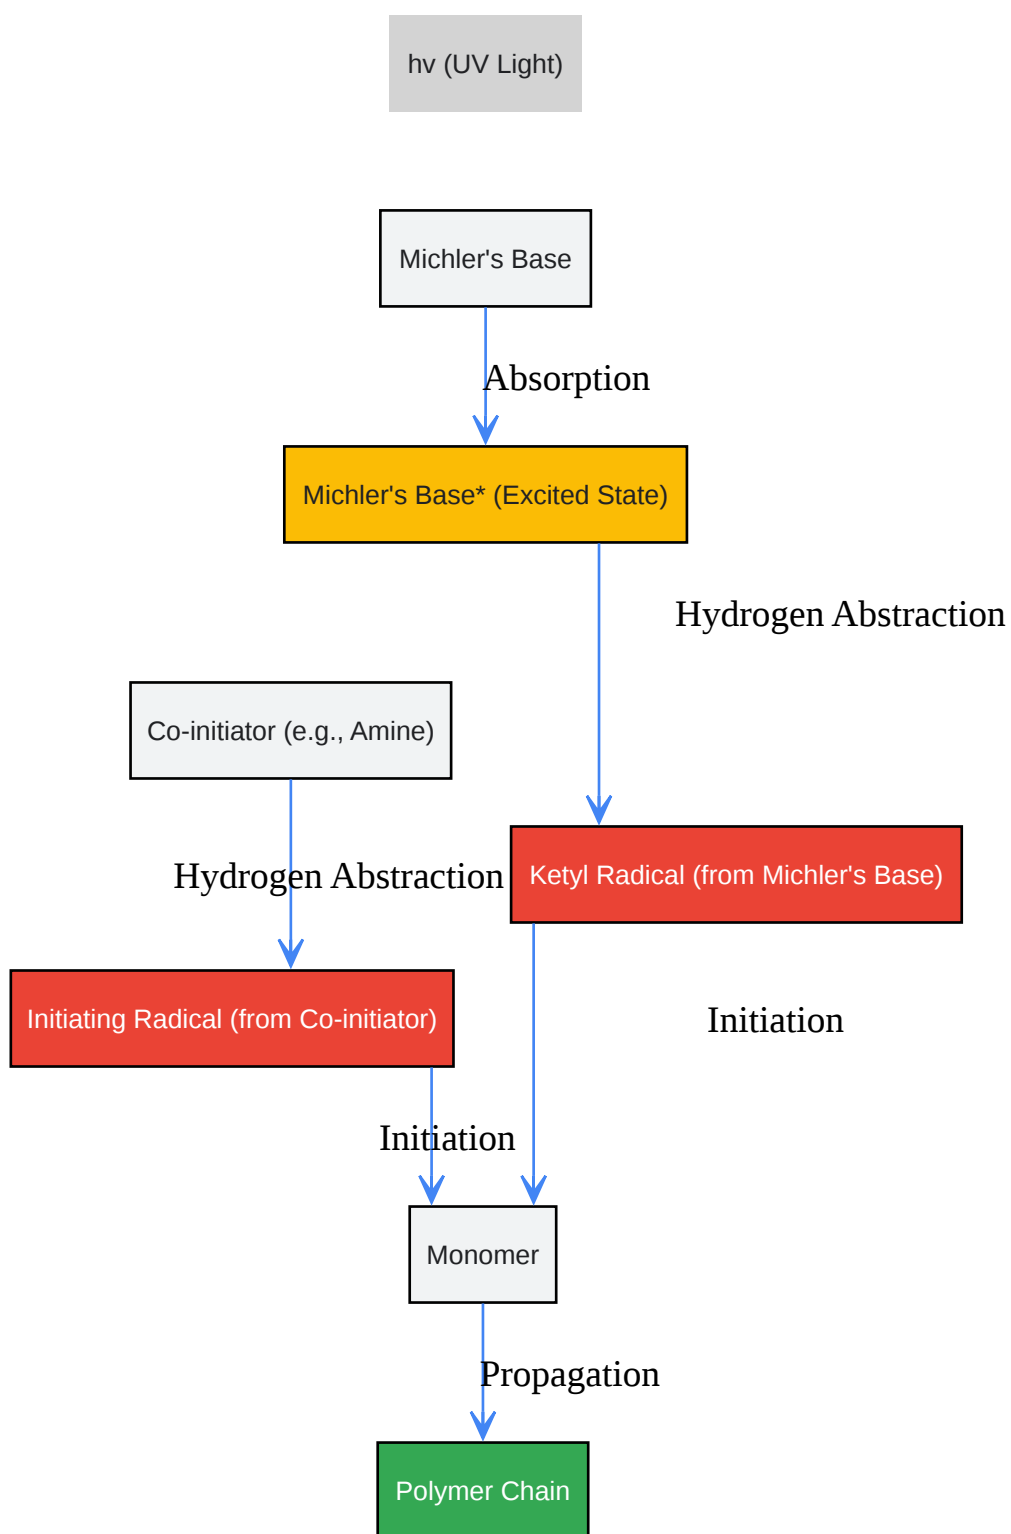 hv (UV Light)
Michler's Base
Absorption
Michler's Base* (Excited State)
Hydrogen Abstraction
Co-initiator (e.g., Amine)
Hydrogen Abstraction
Ketyl Radical (from Michler's Base)
Initiating Radical (from Co-initiator)
Initiation
Initiation
Monomer
Propagation
Polymer Chain